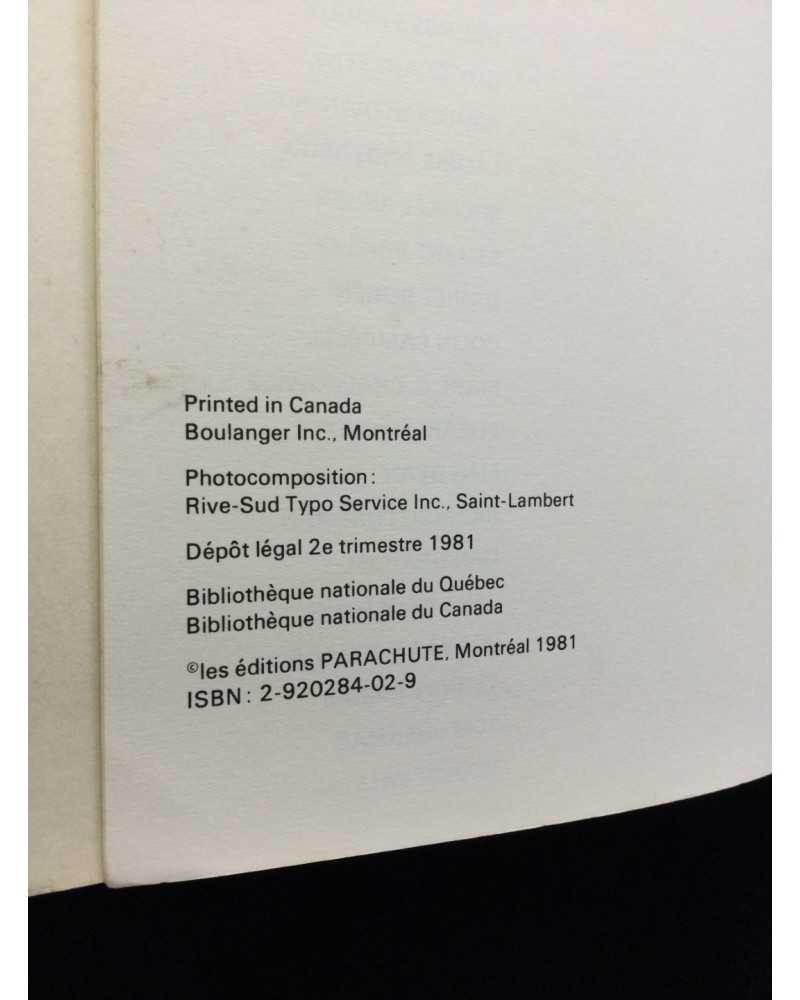 Printed in Canada
Boulanger Inc., Montréal
Photocomposition :
Rive-Sud Typo Service Inc., Saint-Lambert
Dépôt légal 2e trimestre 1981
Bibliothèque nationale du Québec
Bibliothèque nationale du Canada
©les éditions PARACHUTE, Montréal 1981
ISBN : 2-920284-02-9